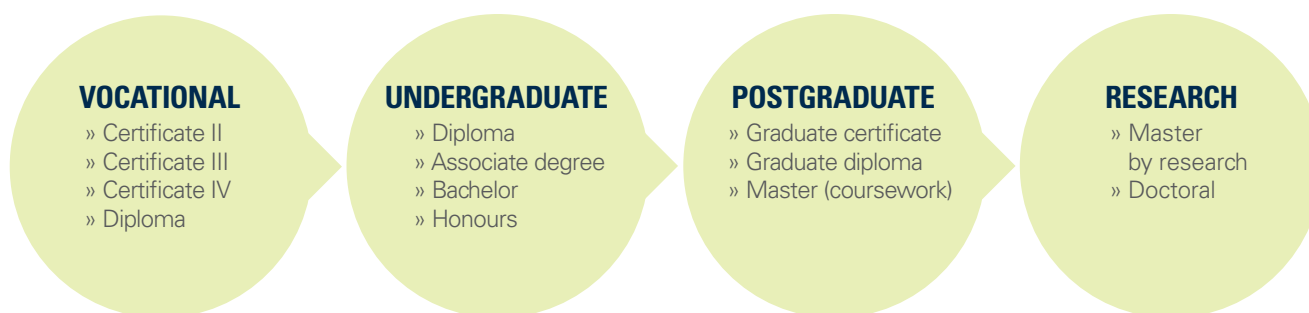 VOCATIONAL
» Certificate II
» Certificate III
» Certificate IV
» Diploma
UNDERGRADUATE
» Diploma
» Associate degree
» Bachelor
» Honours
POSTGRADUATE
» Graduate certificate
» Graduate diploma
» Master (coursework)
RESEARCH
» Master
by research
» Doctoral